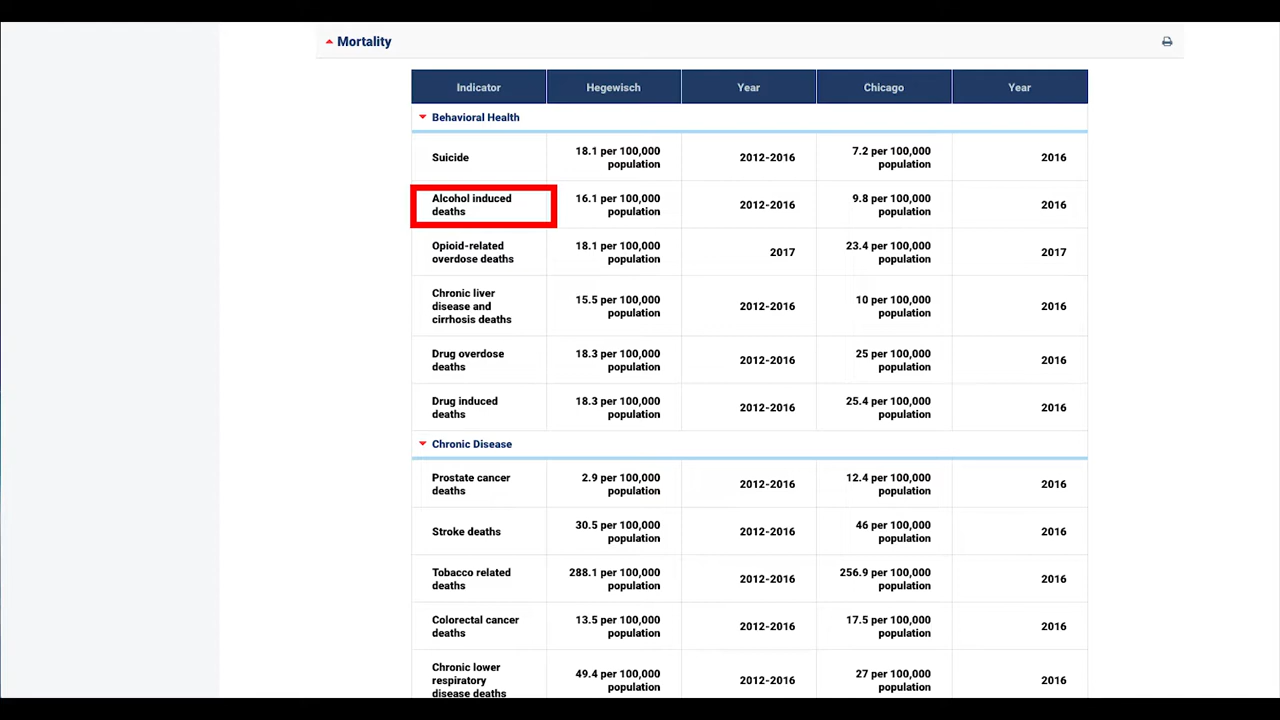 Mortality
Indicator Hegewisch Year Chicago Year
Behavioral Health
Suicide 18.1 per 100,000 population 2012-2016 7.2 per 100,000 population 2016
Alcohol induced deaths 16.1 per 100,000 population 2012-2016 9.8 per 100,000 population 2016
Opioid-related overdose deaths 18.1 per 100,000 population 2017 23.4 per 100,000 population 2017
Chronic liver disease and cirrhosis deaths 15.5 per 100,000 population 2012-2016 10 per 100,000 population 2016
Drug overdose deaths 18.3 per 100,000 population 2012-2016 25 per 100,000 population 2016
Drug induced deaths 18.3 per 100,000 population 2012-2016 25.4 per 100,000 population 2016
Chronic Disease
Prostate cancer deaths 2.9 per 100,000 population 2012-2016 12.4 per 100,000 population 2016
Stroke deaths 30.5 per 100,000 population 2012-2016 46 per 100,000 population 2016
Tobacco related deaths 288.1 per 100,000 population 2012-2016 256.9 per 100,000 population 2016
Colorectal cancer deaths 13.5 per 100,000 population 2012-2016 17.5 per 100,000 population 2016
Chronic lower respiratory disease deaths 49.4 per 100,000 population 2012-2016 27 per 100,000 population 2016